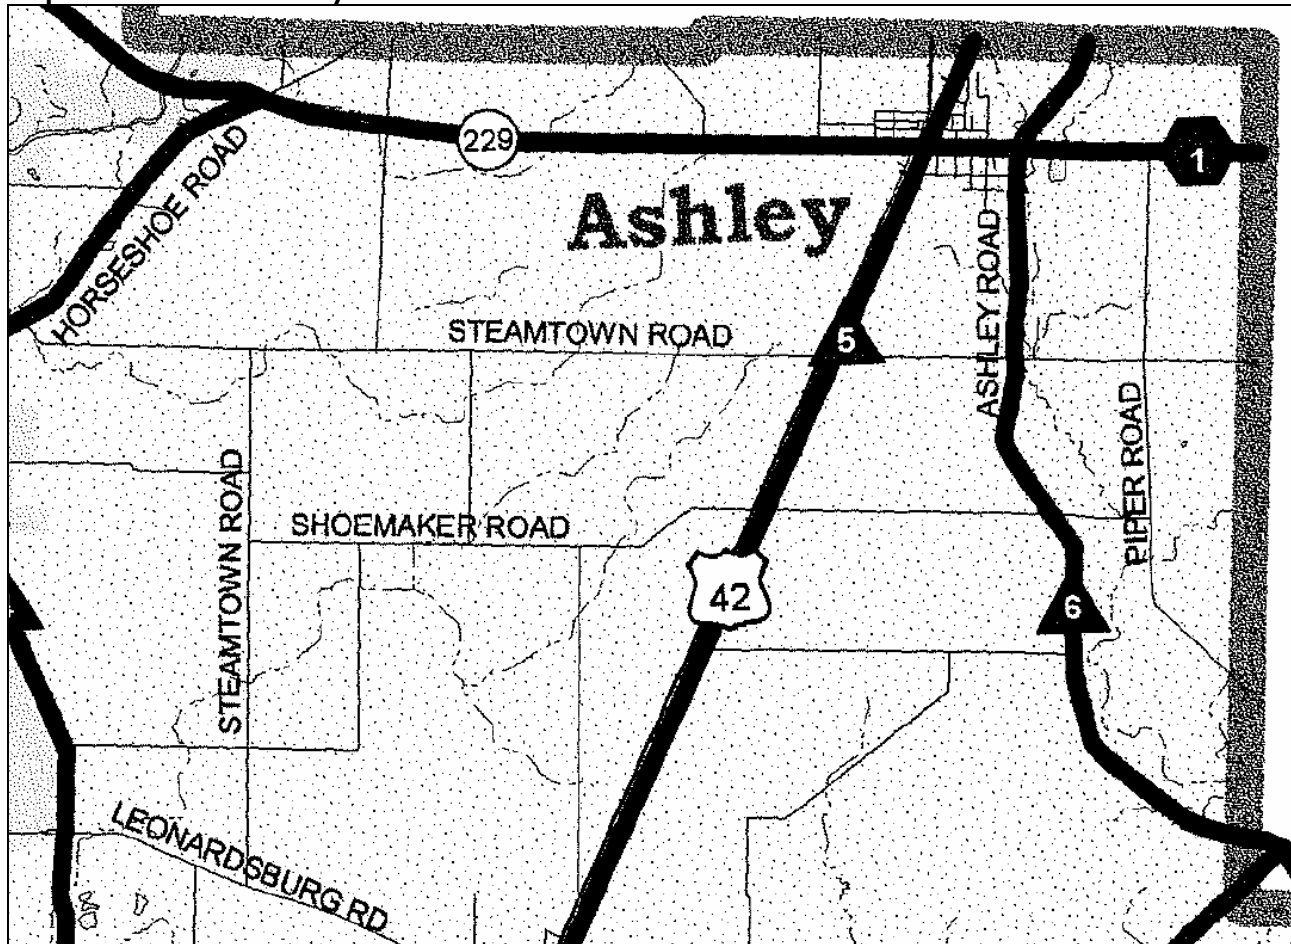 229
1
HORSESHOE ROAD
Ashley
ASHLEY ROAD
STEAMTOWN ROAD
5
PIPER ROAD
STEAMTOWN ROAD
SHOEMAKER ROAD
42
6
LEONARDSBURG RD